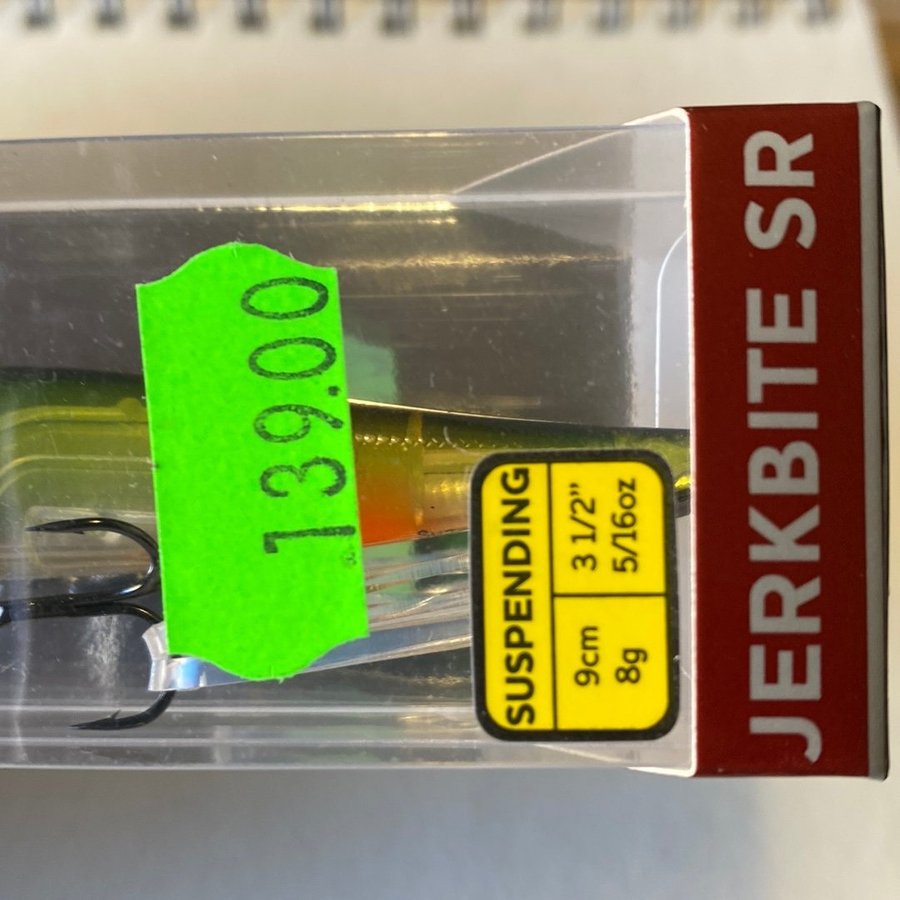 139.00
SUSPENDING
9cm
8g
3 1/2”
5/16oz
JERKBITE SR